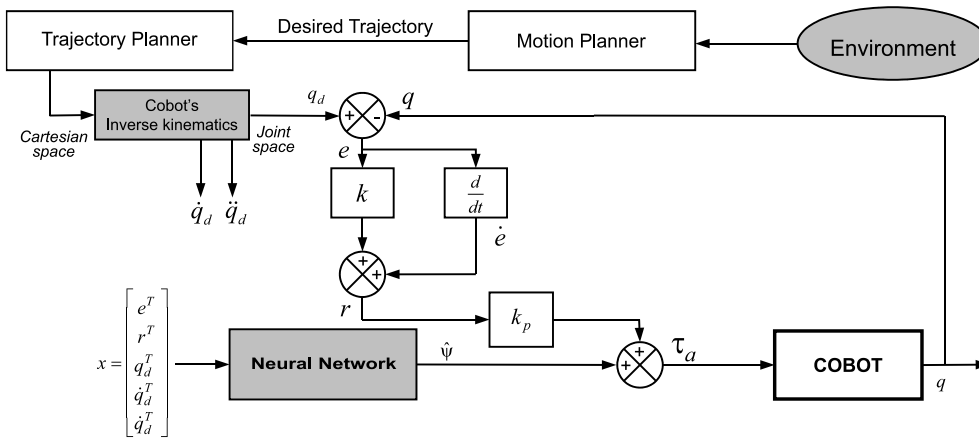 Trajectory Planner
Desired Trajectory
Motion Planner
Environment
Cobot's
Inverse kinematics
Cartesian
space
Joint
space
q_d
+
-
q
e
k
d
dt
ė
q̇_d
q̈_d
+
+
r
k_p
x =
e^T
r^T
q_d^T
q̇_d^T
q̇_d^T
Neural Network
ψ̂
+
+
τ_a
COBOT
q